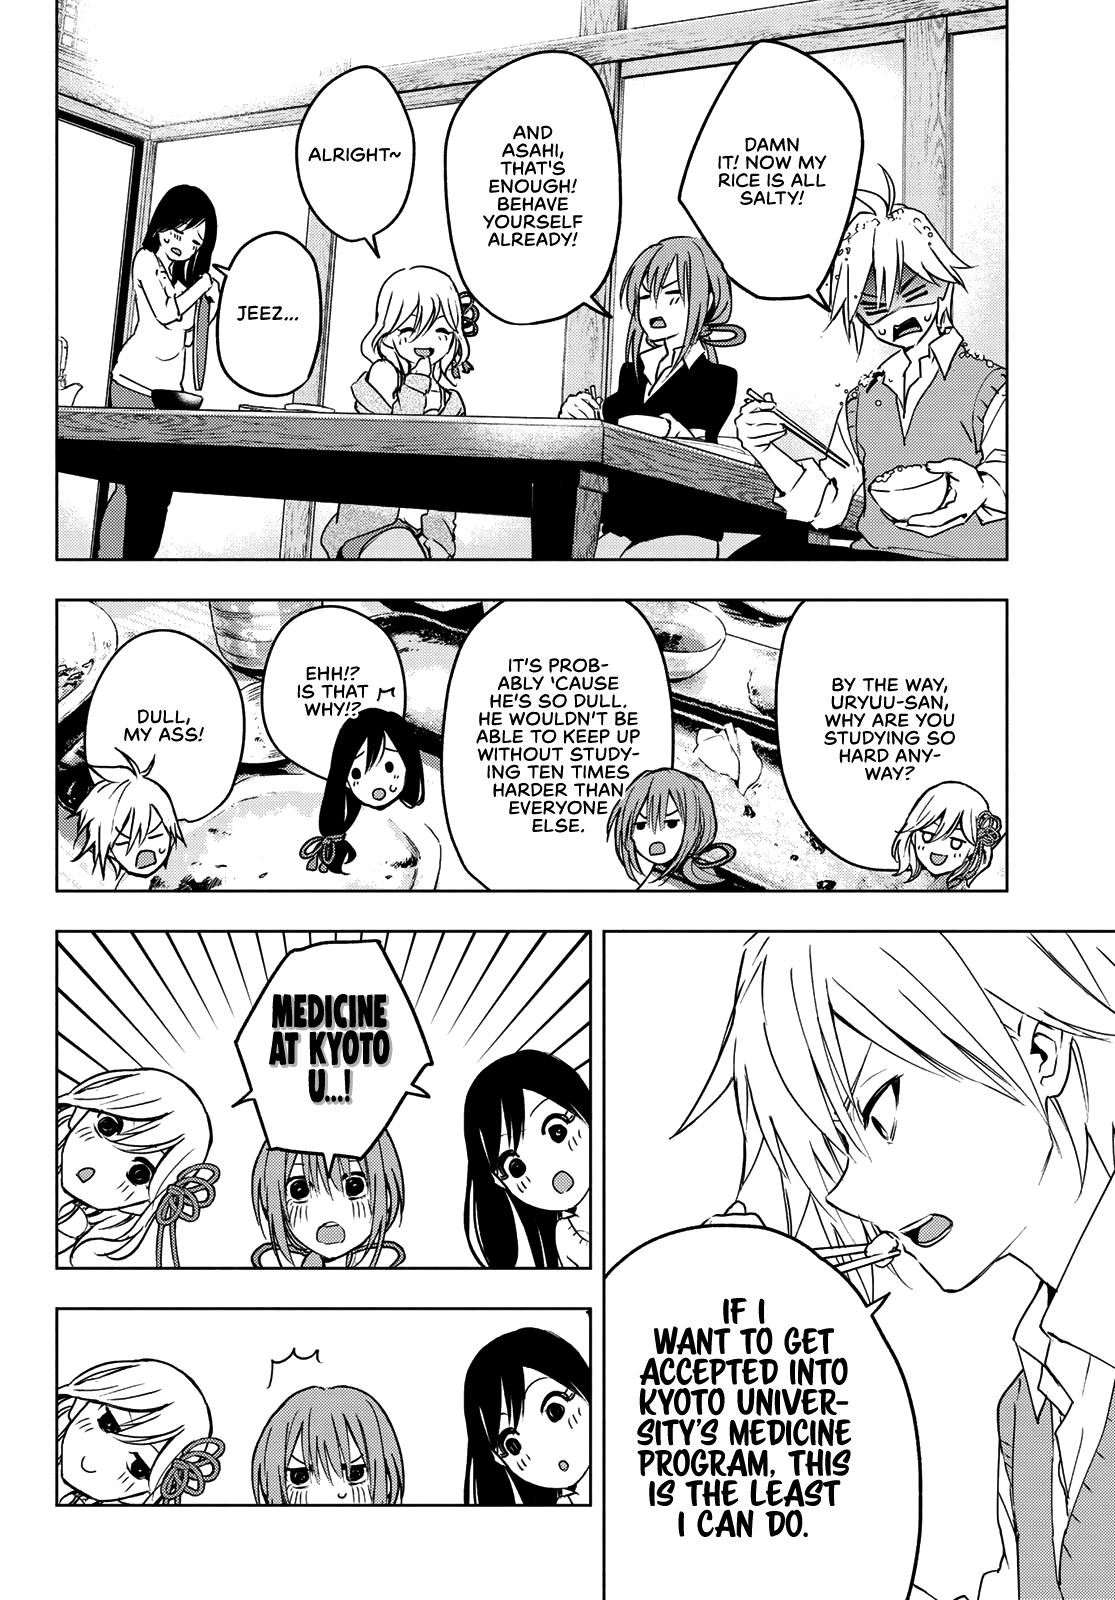 DAMN
IT! NOW MY
RICE IS ALL
SALTY!
AND
ASAHI,
THAT'S
ENOUGH!
BEHAVE
YOURSELF
ALREADY!
ALRIGHT~
JEEZ...
BY THE WAY,
URYUU-SAN,
WHY ARE YOU
STUDYING SO
HARD ANY-
WAY?
IT'S PROB-
ABLY 'CAUSE
HE'S SO DULL.
HE WOULDN'T BE
ABLE TO KEEP UP
WITHOUT STUDY-
ING TEN TIMES
HARDER THAN
EVERYONE
ELSE.
EHH!?
IS THAT
WHY!?
DULL,
MY ASS!
IF I
WANT TO GET
ACCEPTED INTO
KYOTO UNIVER-
SITY'S MEDICINE
PROGRAM, THIS
IS THE LEAST
I CAN DO.
MEDICINE
AT KYOTO
U...!